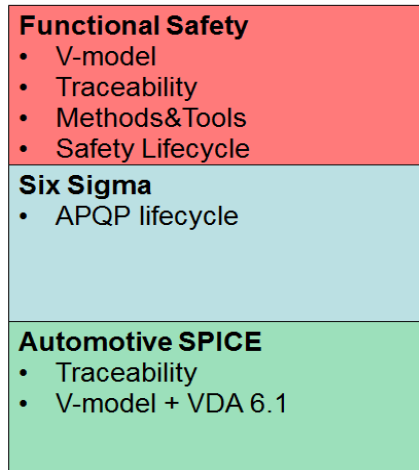 Functional Safety
• V-model
• Traceability
• Methods&Tools
• Safety Lifecycle
Six Sigma
• APQP lifecycle
Automotive SPICE
• Traceability
• V-model + VDA 6.1